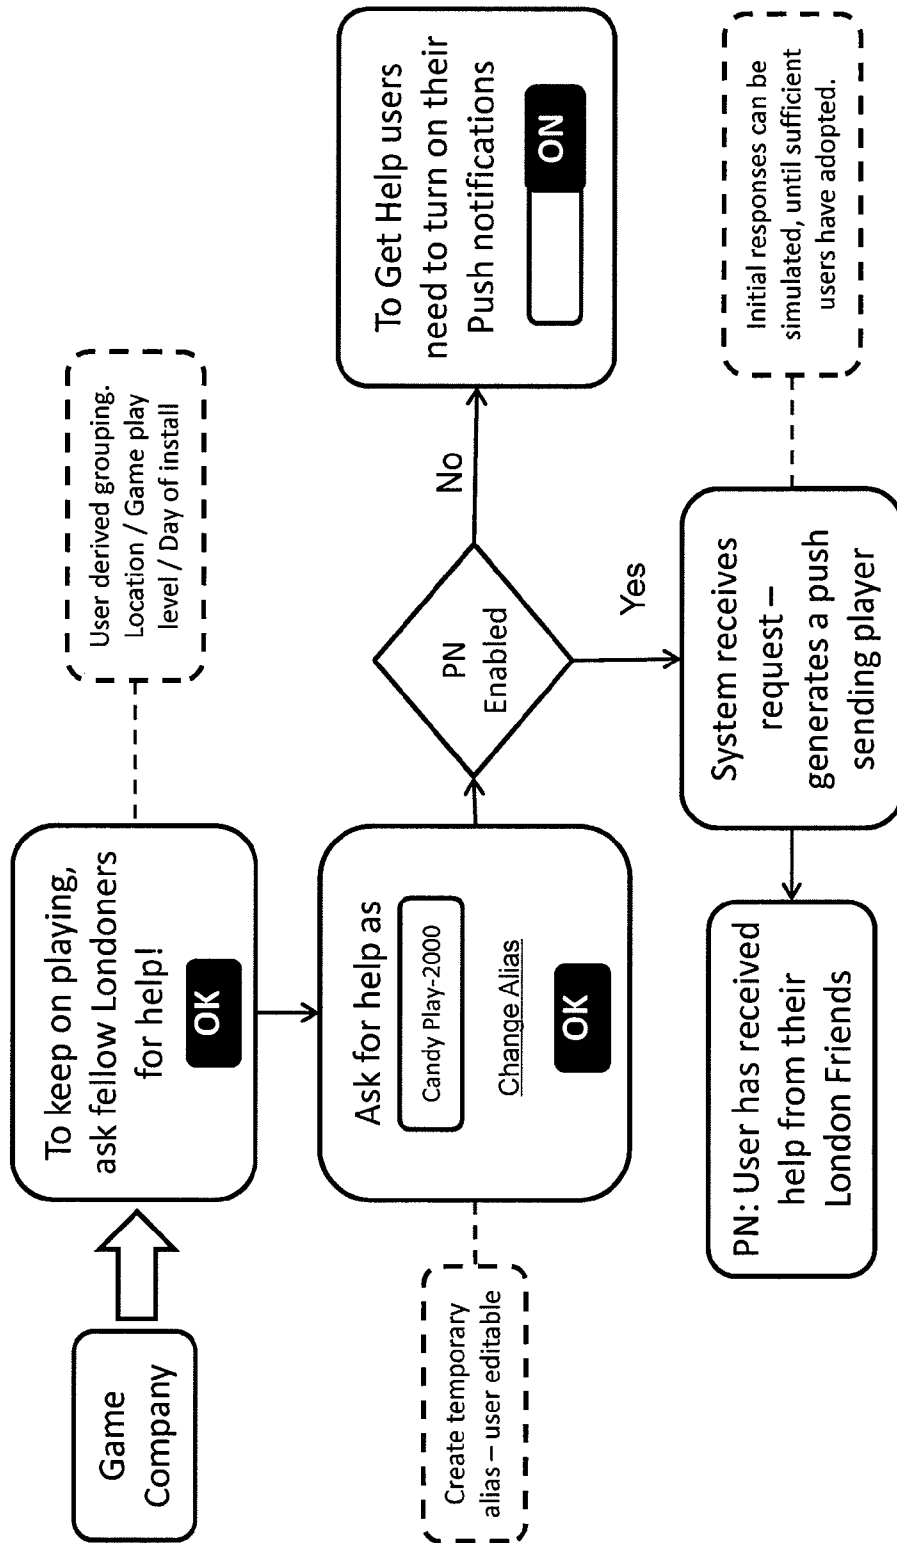 Game
Company
To keep on playing,
ask fellow Londoners
for help!
OK
User derived grouping.
Location / Game play
level / Day of install
Create temporary
alias – user editable
Ask for help as
Candy Play-2000
Change Alias
OK
PN
Enabled
No
To Get Help users
need to turn on their
Push notifications
ON
Yes
System receives
request –
generates a push
sending player
Initial responses can be
simulated, until sufficient
users have adopted.
PN: User has received
help from their
London Friends